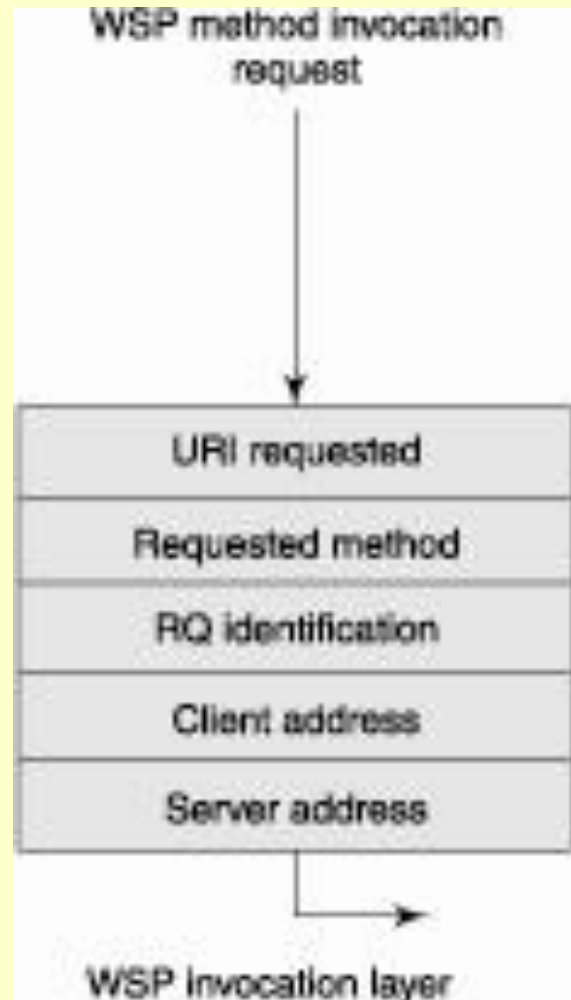 WSP method invocation
request
URI requested
Requested method
RQ identification
Client address
Server address
WSP invocation layer